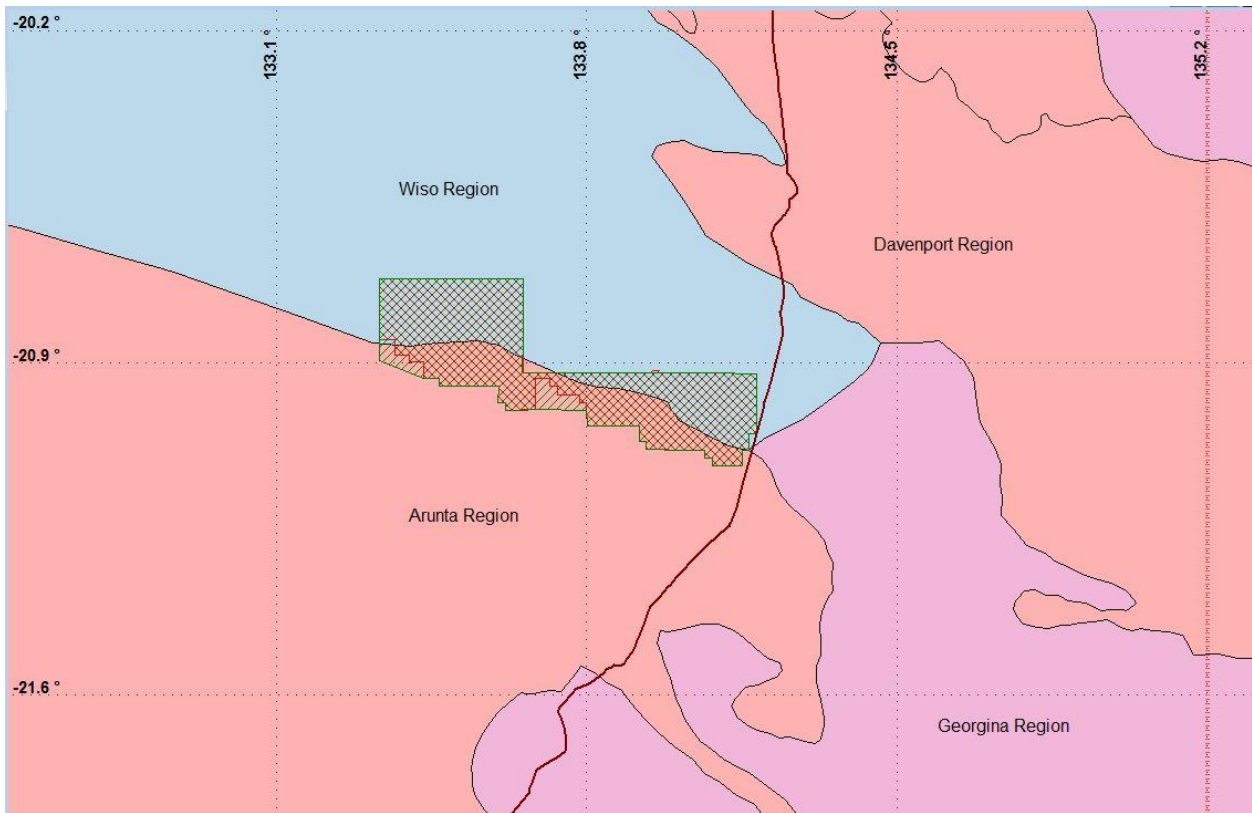 -20.2 °
133.1 °
133.8 °
134.5 °
135.2 °
Wiso Region
Davenport Region
-20.9 °
Arunta Region
-21.6 °
Georgina Region